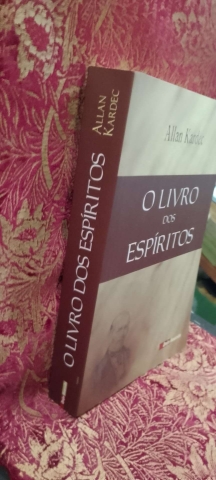 ALLAN
KARDEC
O LIVRO DOS ESPÍRITOS
Allan Kardec
O LIVRO
DOS
ESPÍRITOS